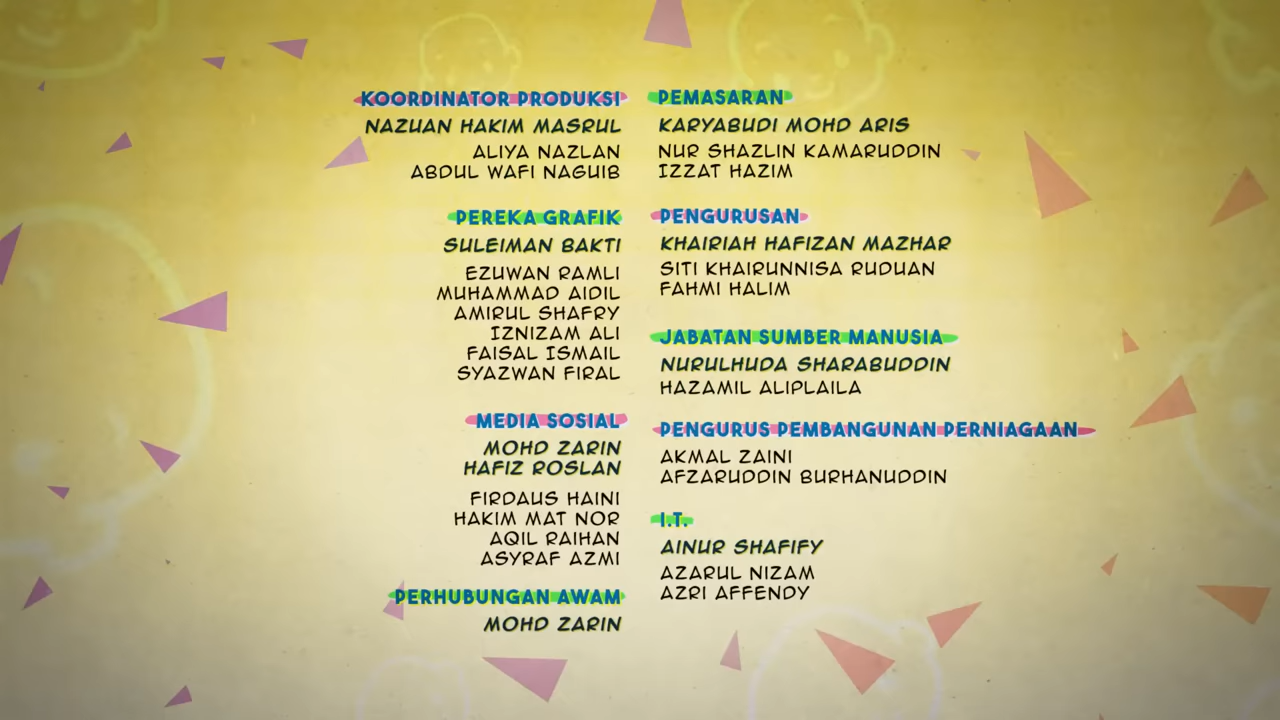 KOORDINATOR PRODUKSI
NAZUAN HAKIM MASRUL
ALIYA NAZLAN
ABDUL WAFI NAGUIB
PEREKA GRAFIK
SULEIMAN BAKTI
EZUWAN RAMLI
MUHAMMAD AIDIL
AMIRUL SHAFRY
IZNIZAM ALI
FAISAL ISMAIL
SYAZWAN FIRAL
MEDIA SOSIAL
MOHD ZARIN
HAFIZ ROSLAN
FIRDAUS HAINI
HAKIM MAT NOR
AQIL RAIHAN
ASYRAF AZMI
PERHUBUNGAN AWAM
MOHD ZARIN
PEMASARAN
KARYABUDI MOHD ARIS
NUR SHAZLIN KAMARUDDIN
IZZAT HAZIM
PENGURUSAN
KHAIRIAH HAFIZAN MAZHAR
SITI KHAIRUNNISA RUDUAN
FAHMI HALIM
JABATAN SUMBER MANUSIA
NURULHUDA SHARABUDDIN
HAZAMIL ALIPLAILA
PENGURUS PEMBANGUNAN PERNIAGAAN
AKMAL ZAINI
AFZARUDDIN BURHANUDDIN
I.T.
AINUR SHAFIFY
AZARUL NIZAM
AZRI AFFENDY